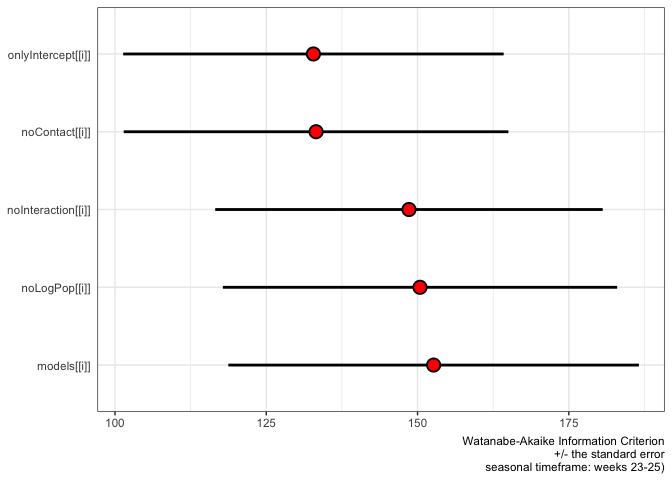 onlyIntercept[[i]]
noContact[[i]]
noInteraction[[i]]
noLogPop[[i]]
models[[i]]
100 125 150 175
Watanabe-Akaike Information Criterion
+/- the standard error
seasonal timeframe: weeks 23-25)